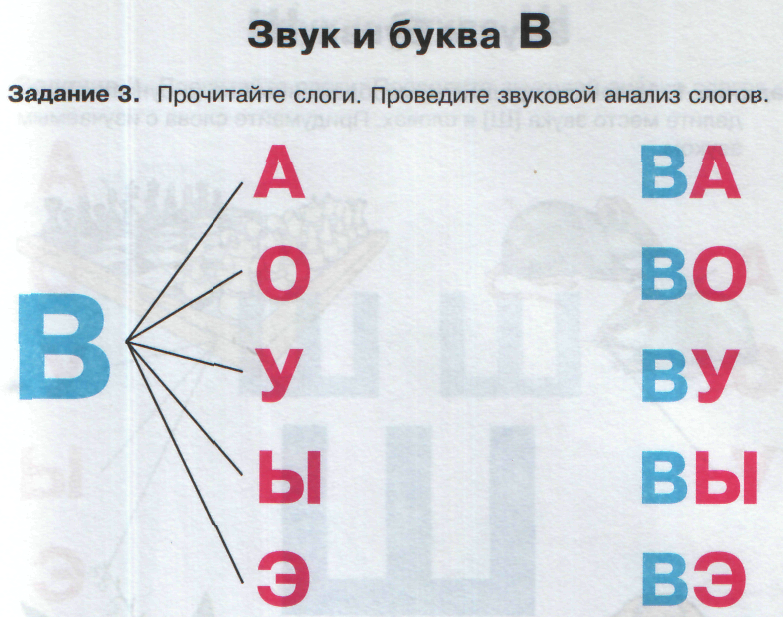 Звук и буква В
Задание 3. Прочитайте слоги. Проведите звуковой анализ слогов.
А ВА
О ВО
В
У ВУ
Ы ВЫ
Э ВЭ